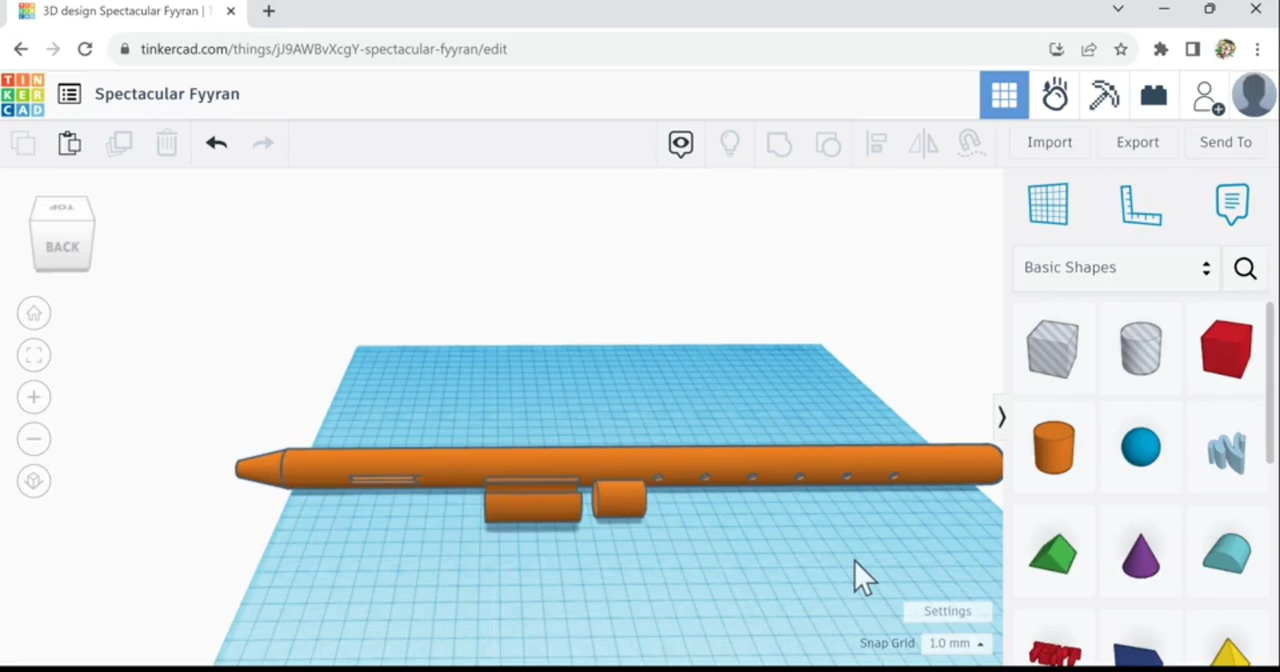 3D design Spectacular Fyyran |
tinkercad.com/things/jJ9AWBvXcgY-spectacular-fyyran/edit
TIN
KER
CAD
Spectacular Fyyran
Import
Export
Send To
TOP
BACK
Basic Shapes
TEXT
Settings
Snap Grid 1.0 mm